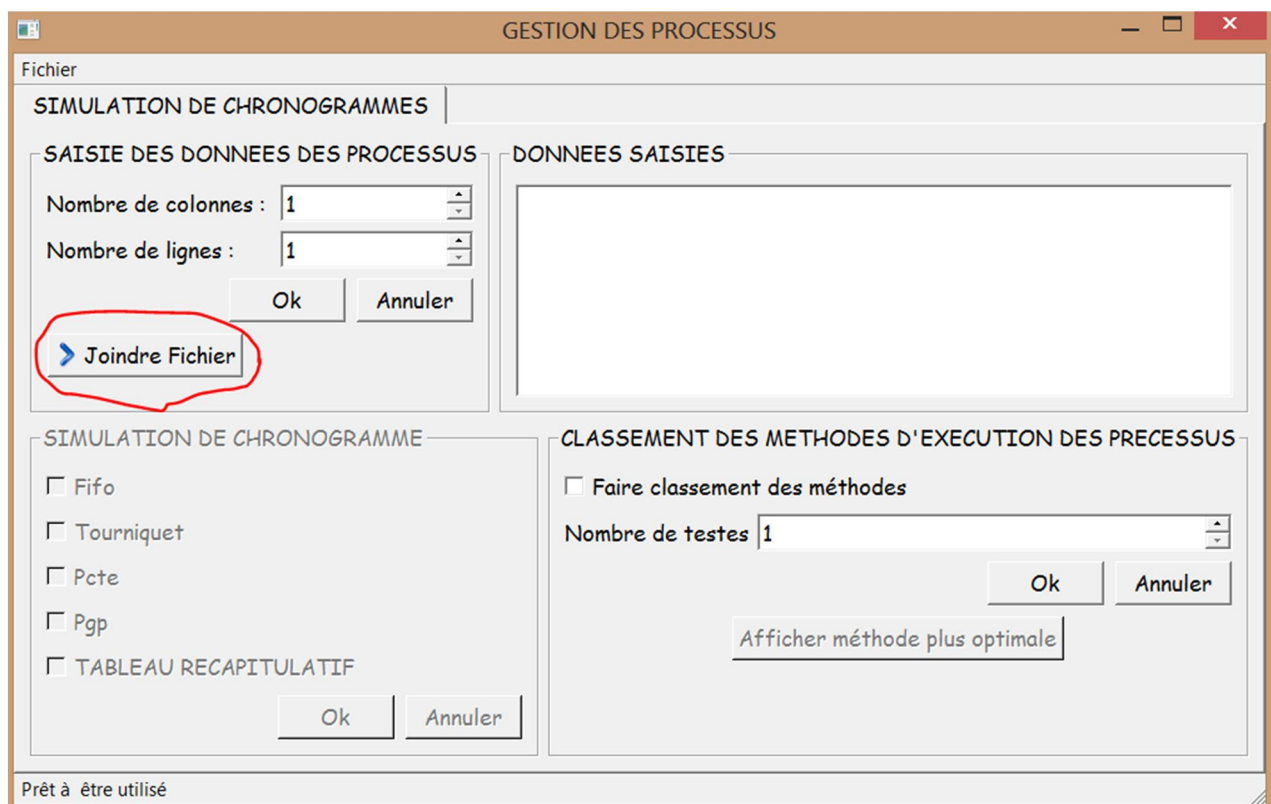 GESTION DES PROCESSUS
Fichier
SIMULATION DE CHRONOGRAMMES
SAISIE DES DONNEES DES PROCESSUS
Nombre de colonnes : 1
Nombre de lignes : 1
Ok Annuler
Joindre Fichier
DONNEES SAISIES
SIMULATION DE CHRONOGRAMME
Fifo
Tourniquet
Pcte
Pgp
TABLEAU RECAPITULATIF
Ok Annuler
CLASSEMENT DES METHODES D'EXECUTION DES PRECESSUS
Faire classement des méthodes
Nombre de testes 1
Ok Annuler
Afficher méthode plus optimale
Prêt à être utilisé